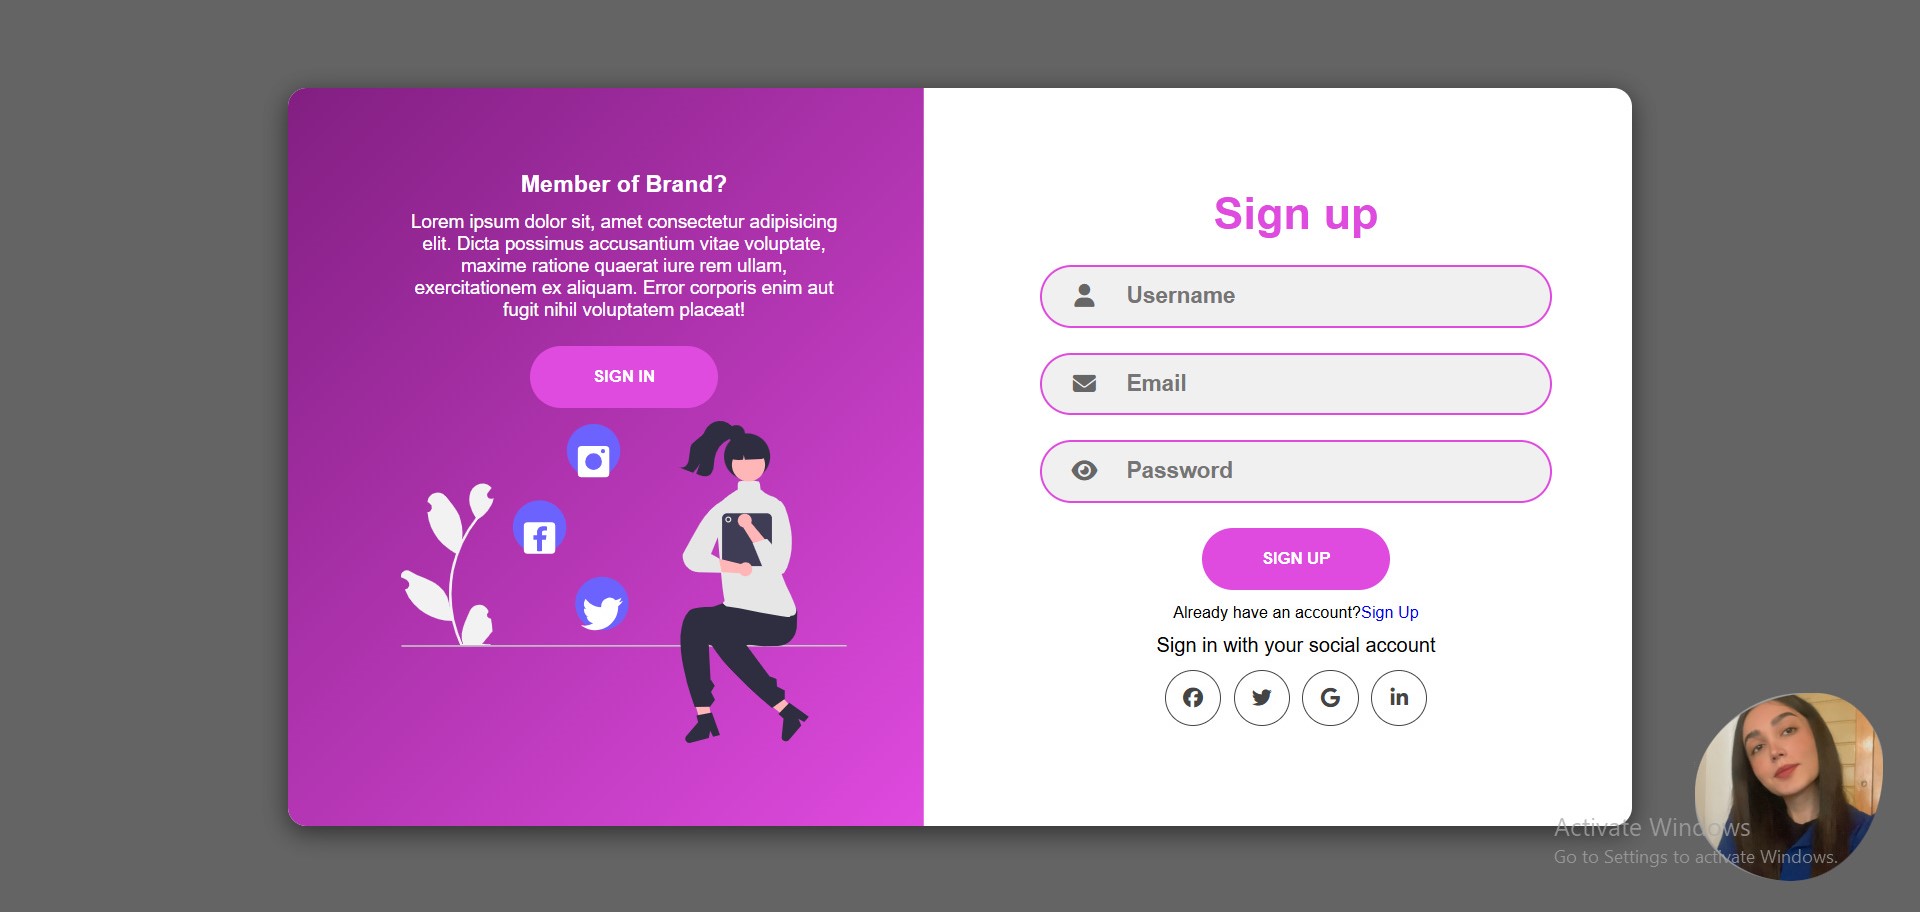 Member of Brand?
Lorem ipsum dolor sit, amet consectetur adipisicing
elit. Dicta possimus accusantium vitae voluptate,
maxime ratione quaerat iure rem ullam,
exercitationem ex aliquam. Error corporis enim aut
fugit nihil voluptatem placeat!
SIGN IN
Sign up
Username
Email
Password
SIGN UP
Already have an account?Sign Up
Sign in with your social account
Activate Windows
Go to Settings to activate Windows.